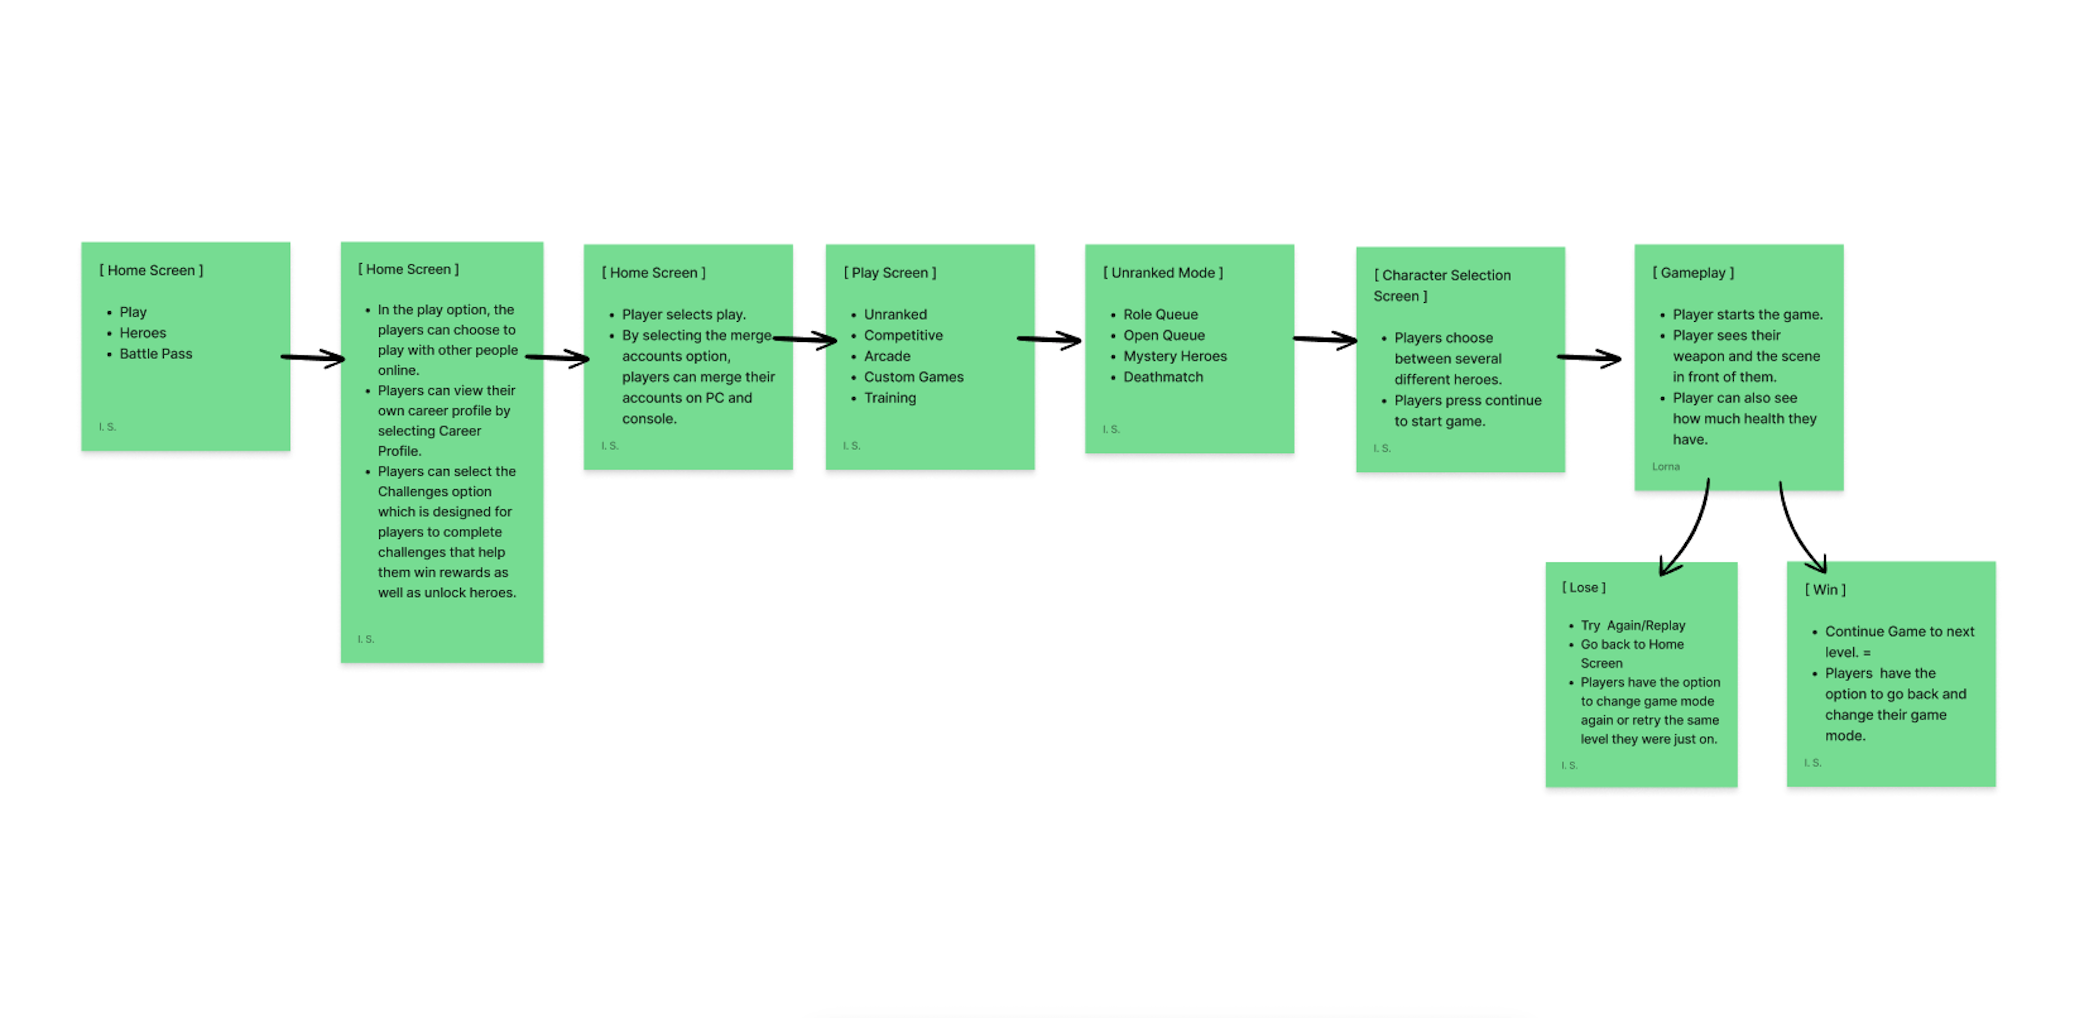 [ Home Screen ]
• Play
• Heroes
• Battle Pass
I. S.
[ Home Screen ]
• In the play option, the
players can choose to
play with other people
online.
• Players can view their
own career profile by
selecting Career
Profile.
• Players can select the
Challenges option
which is designed for
players to complete
challenges that help
them win rewards as
well as unlock heroes.
I. S.
[ Home Screen ]
• Player selects play.
• By selecting the merge
accounts option,
players can merge their
accounts on PC and
console.
I. S.
[ Play Screen ]
• Unranked
• Competitive
• Arcade
• Custom Games
• Training
I. S.
[ Unranked Mode ]
• Role Queue
• Open Queue
• Mystery Heroes
• Deathmatch
I. S.
[ Character Selection
Screen ]
• Players choose
between several
different heroes.
• Players press continue
to start game.
I. S.
[ Gameplay ]
• Player starts the game.
• Player sees their
weapon and the scene
in front of them.
• Player can also see
how much health they
have.
Lorna
[ Lose ]
• Try  Again/Replay
• Go back to Home
Screen
• Players have the option
to change game mode
again or retry the same
level they were just on.
I. S.
[ Win ]
• Continue Game to next
level. =
• Players  have the
option to go back and
change their game
mode.
I. S.